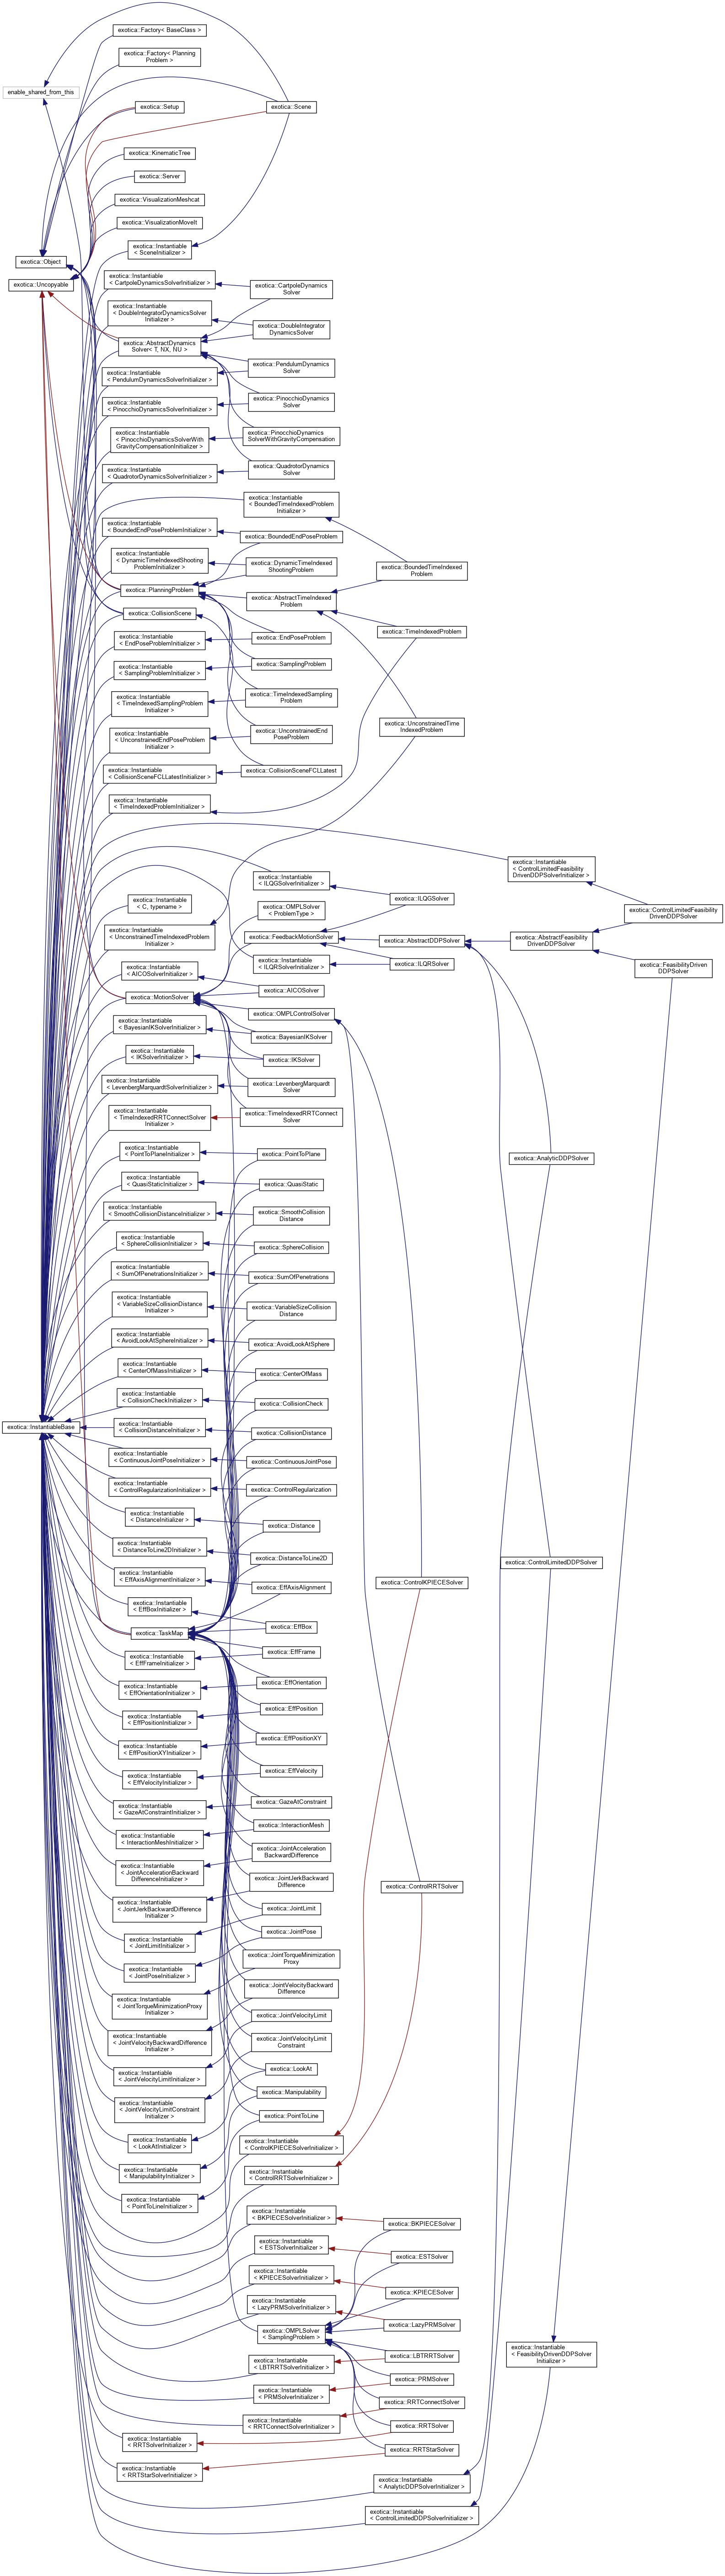 exotica::Factory< BaseClass >
exotica::Factory< Planning
Problem >
enable_shared_from_this
exotica::Setup
exotica::Scene
exotica::KinematicTree
exotica::Server
exotica::VisualizationMeshcat
exotica::VisualizationMoveIt
exotica::Instantiable
< SceneInitializer >
exotica::Object
exotica::Uncopyable
exotica::Instantiable
< CartpoleDynamicsSolverInitializer >
exotica::CartpoleDynamics
Solver
exotica::Instantiable
< DoubleIntegratorDynamicsSolver
Initializer >
exotica::DoubleIntegrator
DynamicsSolver
exotica::AbstractDynamics
Solver< T, NX, NU >
exotica::PendulumDynamics
Solver
exotica::Instantiable
< PendulumDynamicsSolverInitializer >
exotica::PinocchioDynamics
Solver
exotica::Instantiable
< PinocchioDynamicsSolverInitializer >
exotica::Instantiable
< PinocchioDynamicsSolverWith
GravityCompensationInitializer >
exotica::PinocchioDynamics
SolverWithGravityCompensation
exotica::Instantiable
< QuadrotorDynamicsSolverInitializer >
exotica::QuadrotorDynamics
Solver
exotica::Instantiable
< BoundedTimeIndexedProblem
Initializer >
exotica::Instantiable
< BoundedEndPoseProblemInitializer >
exotica::BoundedEndPoseProblem
exotica::Instantiable
< DynamicTimeIndexedShooting
ProblemInitializer >
exotica::DynamicTimeIndexed
ShootingProblem
exotica::BoundedTimeIndexed
Problem
exotica::PlanningProblem
exotica::AbstractTimeIndexed
Problem
exotica::CollisionScene
exotica::TimeIndexedProblem
exotica::Instantiable
< EndPoseProblemInitializer >
exotica::EndPoseProblem
exotica::Instantiable
< SamplingProblemInitializer >
exotica::SamplingProblem
exotica::Instantiable
< TimeIndexedSamplingProblem
Initializer >
exotica::TimeIndexedSampling
Problem
exotica::UnconstrainedTime
IndexedProblem
exotica::Instantiable
< UnconstrainedEndPoseProblem
Initializer >
exotica::UnconstrainedEnd
PoseProblem
exotica::Instantiable
< CollisionSceneFCLLatestInitializer >
exotica::CollisionSceneFCLLatest
exotica::Instantiable
< TimeIndexedProblemInitializer >
exotica::Instantiable
< ControlLimitedFeasibility
DrivenDDPSolverInitializer >
exotica::Instantiable
< ILQGSolverInitializer >
exotica::ILQGSolver
exotica::Instantiable
< C, typename >
exotica::OMPLSolver
< ProblemType >
exotica::ControlLimitedFeasibility
DrivenDDPSolver
exotica::Instantiable
< UnconstrainedTimeIndexedProblem
Initializer >
exotica::FeedbackMotionSolver
exotica::AbstractDDPSolver
exotica::AbstractFeasibility
DrivenDDPSolver
exotica::Instantiable
< ILQRSolverInitializer >
exotica::ILQRSolver
exotica::FeasibilityDriven
DDPSolver
exotica::Instantiable
< AICOSolverInitializer >
exotica::AICOSolver
exotica::MotionSolver
exotica::OMPLControlSolver
exotica::Instantiable
< BayesianIKSolverInitializer >
exotica::BayesianIKSolver
exotica::Instantiable
< IKSolverInitializer >
exotica::IKSolver
exotica::Instantiable
< LevenbergMarquardtSolverInitializer >
exotica::LevenbergMarquardt
Solver
exotica::Instantiable
< TimeIndexedRRTConnectSolver
Initializer >
exotica::TimeIndexedRRTConnect
Solver
exotica::Instantiable
< PointToPlaneInitializer >
exotica::PointToPlane
exotica::AnalyticDDPSolver
exotica::Instantiable
< QuasiStaticInitializer >
exotica::QuasiStatic
exotica::Instantiable
< SmoothCollisionDistanceInitializer >
exotica::SmoothCollision
Distance
exotica::Instantiable
< SphereCollisionInitializer >
exotica::SphereCollision
exotica::Instantiable
< SumOfPenetrationsInitializer >
exotica::SumOfPenetrations
exotica::Instantiable
< VariableSizeCollisionDistance
Initializer >
exotica::VariableSizeCollision
Distance
exotica::Instantiable
< AvoidLookAtSphereInitializer >
exotica::AvoidLookAtSphere
exotica::Instantiable
< CenterOfMassInitializer >
exotica::CenterOfMass
exotica::Instantiable
< CollisionCheckInitializer >
exotica::CollisionCheck
exotica::InstantiableBase
exotica::Instantiable
< CollisionDistanceInitializer >
exotica::CollisionDistance
exotica::Instantiable
< ContinuousJointPoseInitializer >
exotica::ContinuousJointPose
exotica::Instantiable
< ControlRegularizationInitializer >
exotica::ControlRegularization
exotica::Instantiable
< DistanceInitializer >
exotica::Distance
exotica::Instantiable
< DistanceToLine2DInitializer >
exotica::DistanceToLine2D
exotica::ControlLimitedDDPSolver
exotica::Instantiable
< EffAxisAlignmentInitializer >
exotica::EffAxisAlignment
exotica::ControlKPIECESolver
exotica::Instantiable
< EffBoxInitializer >
exotica::EffBox
exotica::TaskMap
exotica::Instantiable
< EffFrameInitializer >
exotica::EffFrame
exotica::Instantiable
< EffOrientationInitializer >
exotica::EffOrientation
exotica::Instantiable
< EffPositionInitializer >
exotica::EffPosition
exotica::Instantiable
< EffPositionXYInitializer >
exotica::EffPositionXY
exotica::Instantiable
< EffVelocityInitializer >
exotica::EffVelocity
exotica::Instantiable
< GazeAtConstraintInitializer >
exotica::GazeAtConstraint
exotica::Instantiable
< InteractionMeshInitializer >
exotica::InteractionMesh
exotica::Instantiable
< JointAccelerationBackward
DifferenceInitializer >
exotica::JointAcceleration
BackwardDifference
exotica::Instantiable
< JointJerkBackwardDifference
Initializer >
exotica::JointJerkBackward
Difference
exotica::ControlRRTSolver
exotica::Instantiable
< JointLimitInitializer >
exotica::JointLimit
exotica::Instantiable
< JointPoseInitializer >
exotica::JointPose
exotica::Instantiable
< JointTorqueMinimizationProxy
Initializer >
exotica::JointTorqueMinimization
Proxy
exotica::Instantiable
< JointVelocityBackwardDifference
Initializer >
exotica::JointVelocityBackward
Difference
exotica::Instantiable
< JointVelocityLimitInitializer >
exotica::JointVelocityLimit
exotica::Instantiable
< JointVelocityLimitConstraint
Initializer >
exotica::JointVelocityLimit
Constraint
exotica::Instantiable
< LookAtInitializer >
exotica::LookAt
exotica::Instantiable
< ManipulabilityInitializer >
exotica::Manipulability
exotica::Instantiable
< PointToLineInitializer >
exotica::PointToLine
exotica::Instantiable
< ControlKPIECESolverInitializer >
exotica::Instantiable
< ControlRRTSolverInitializer >
exotica::Instantiable
< BKPIECESolverInitializer >
exotica::BKPIECESolver
exotica::Instantiable
< ESTSolverInitializer >
exotica::ESTSolver
exotica::Instantiable
< KPIECESolverInitializer >
exotica::KPIECESolver
exotica::Instantiable
< LazyPRMSolverInitializer >
exotica::LazyPRMSolver
exotica::OMPLSolver
< SamplingProblem >
exotica::Instantiable
< LBTRRTSolverInitializer >
exotica::LBTRRTSolver
exotica::Instantiable
< FeasibilityDrivenDDPSolver
Initializer >
exotica::Instantiable
< PRMSolverInitializer >
exotica::PRMSolver
exotica::Instantiable
< RRTConnectSolverInitializer >
exotica::RRTConnectSolver
exotica::Instantiable
< RRTSolverInitializer >
exotica::RRTSolver
exotica::Instantiable
< RRTStarSolverInitializer >
exotica::RRTStarSolver
exotica::Instantiable
< AnalyticDDPSolverInitializer >
exotica::Instantiable
< ControlLimitedDDPSolverInitializer >